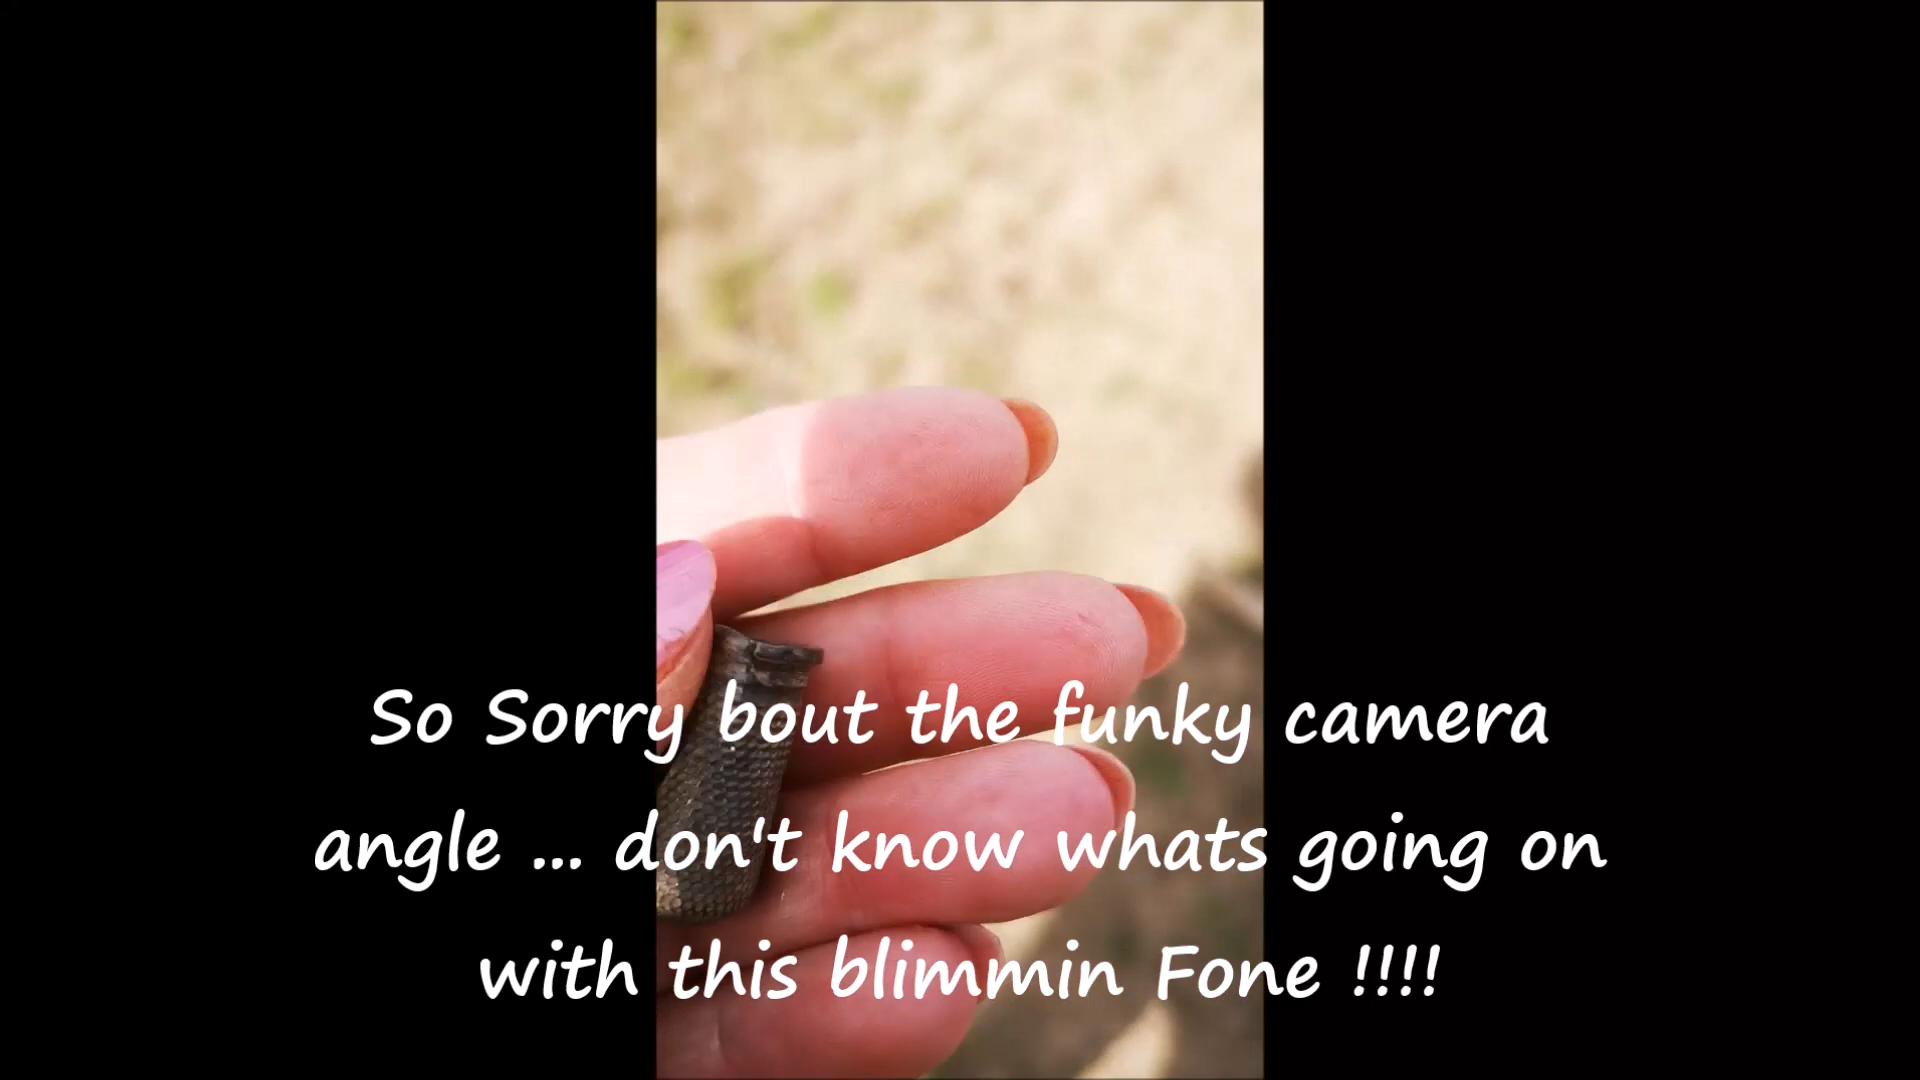 So Sorry bout the funky camera
angle ... don't know whats going on
with this blimmin Fone !!!!